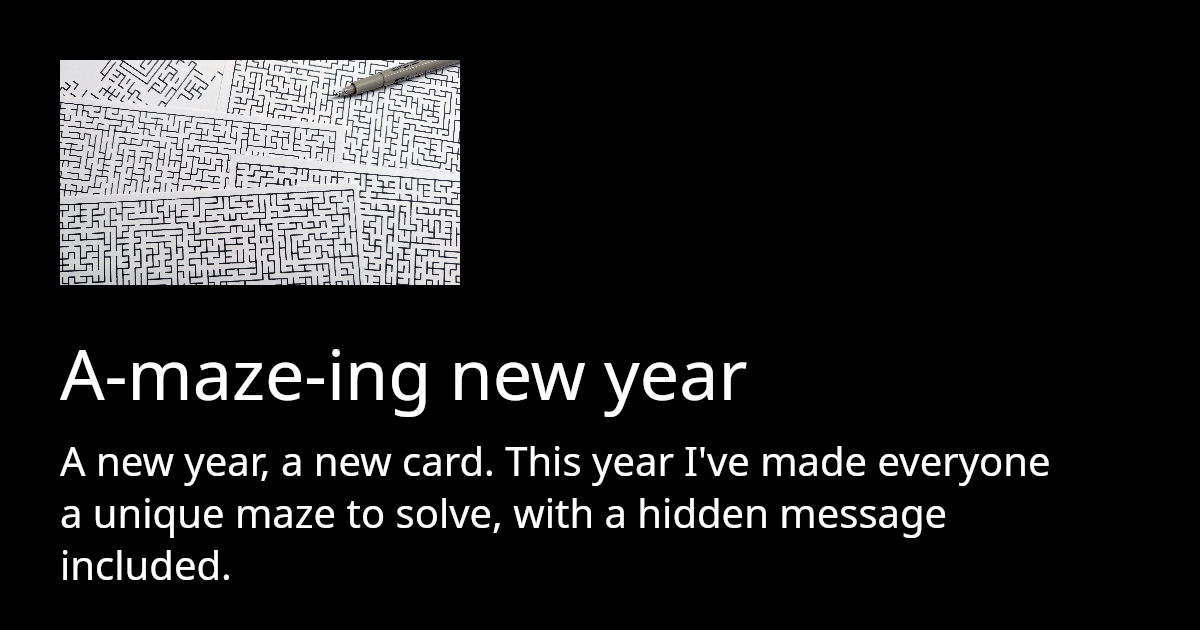 A-maze-ing new year
A new year, a new card. This year I've made everyone
a unique maze to solve, with a hidden message
included.